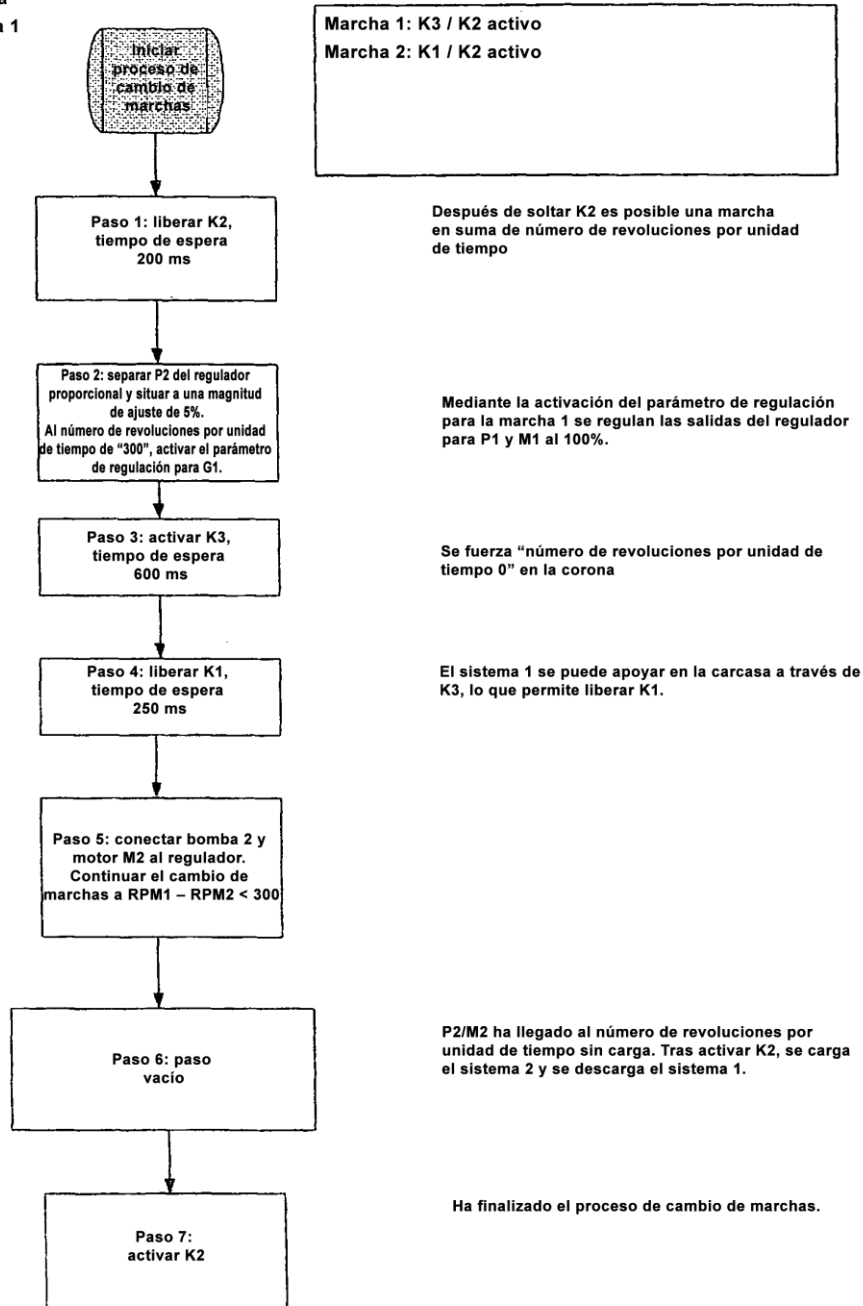 a 1
Marcha 1: K3 / K2 activo
Marcha 2: K1 / K2 activo
Iniciar
proceso de
cambio de
marchas
Paso 1: liberar K2,
tiempo de espera
200 ms
Después de soltar K2 es posible una marcha
en suma de número de revoluciones por unidad
de tiempo
Paso 2: separar P2 del regulador
proporcional y situar a una magnitud
de ajuste de 5%.
Al número de revoluciones por unidad
de tiempo de “300”, activar el parámetro
de regulación para G1.
Mediante la activación del parámetro de regulación
para la marcha 1 se regulan las salidas del regulador
para P1 y M1 al 100%.
Paso 3: activar K3,
tiempo de espera
600 ms
Se fuerza “número de revoluciones por unidad de
tiempo 0” en la corona
Paso 4: liberar K1,
tiempo de espera
250 ms
El sistema 1 se puede apoyar en la carcasa a través de
K3, lo que permite liberar K1.
Paso 5: conectar bomba 2 y
motor M2 al regulador.
Continuar el cambio de
marchas a RPM1 – RPM2 < 300
Paso 6: paso
vacío
P2/M2 ha llegado al número de revoluciones por
unidad de tiempo sin carga. Tras activar K2, se carga
el sistema 2 y se descarga el sistema 1.
Paso 7:
activar K2
Ha finalizado el proceso de cambio de marchas.